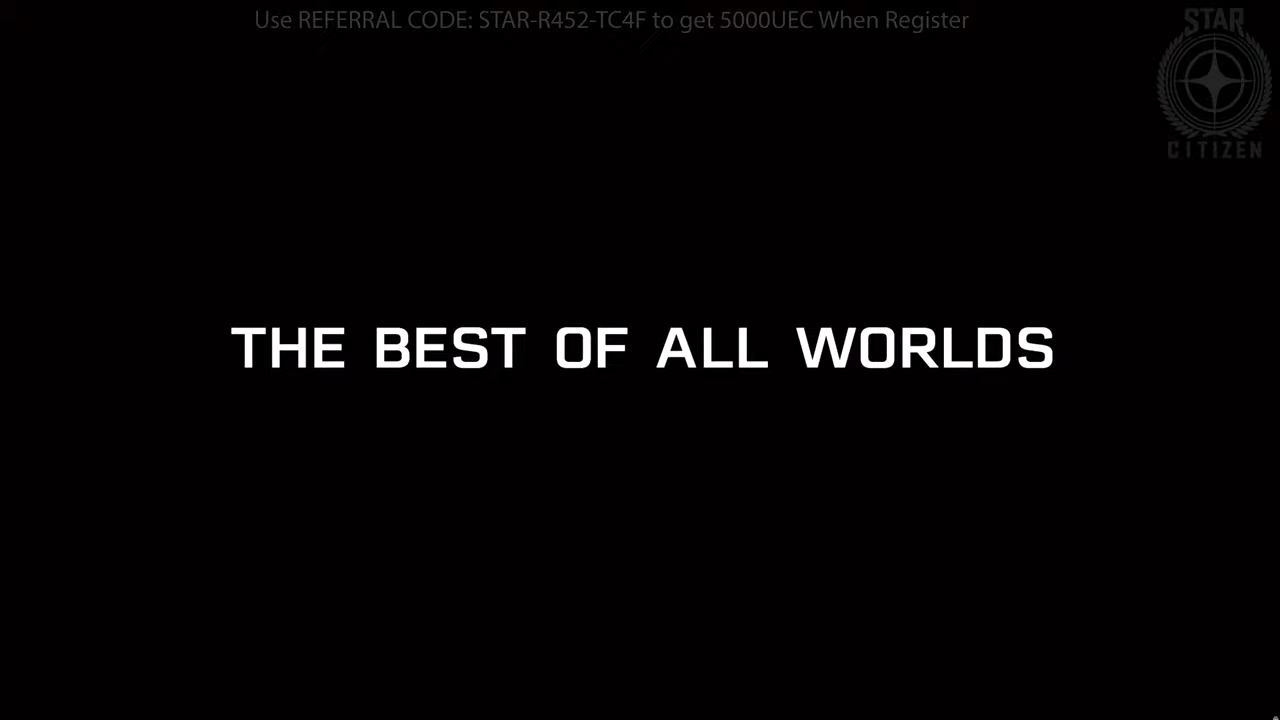 Use REFERRAL CODE: STAR-R452-TC4F to get 5000UEC When Register
STAR
CITIZEN
THE BEST OF ALL WORLDS